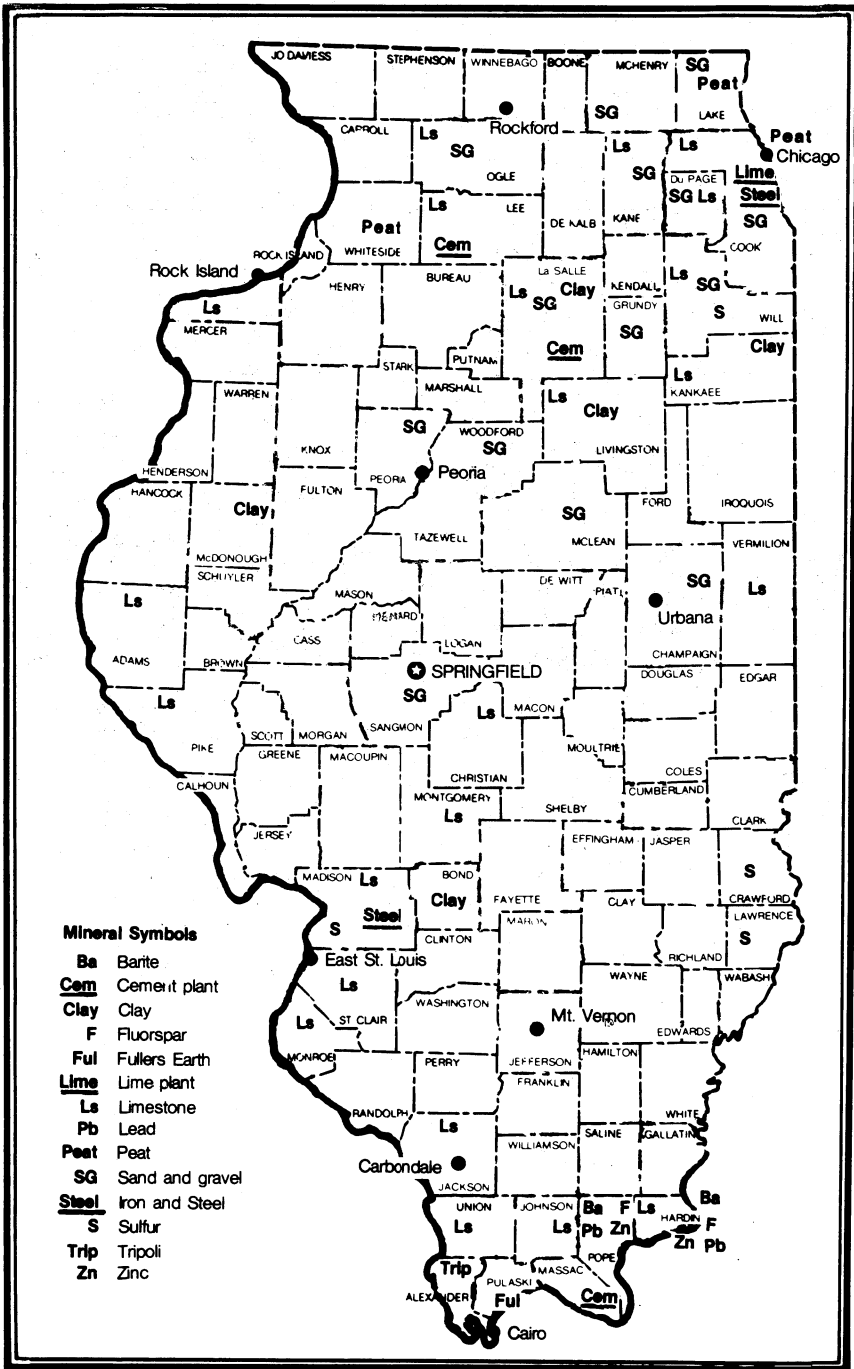 JO DAVIESS STEPHENSON WINNEBAGO BOONE MCHENRY SG
Peat
LAKE
Rockford
SG
CARROLL Ls SG Ls Ls Peat
Chicago
OGLE
SG DU PAGE Lime
Ls LEE SG Ls Steel
Peat DE KALB KANE SG
WHITESIDE Cem COOK
ROCK ISLAND
Rock Island BUREAU La SALLE KENDALL Ls SG
HENRY Ls SG Clay GRUNDY
Ls S WILL
MERCER SG
PUTNAM Cem Clay
STARK Ls
MARSHALL KANKAEE
WARREN Ls Clay
SG WOODFORD
KNOX SG LIVINGSTON
HENDERSON PEORIA Peoria
HANCOCK FULTON FORD IROQUOIS
Clay SG
TAZEWELL MCLEAN VERMILION
McDONOUGH
SCHUYLER DE WITT SG
MASON PIATT Ls
Ls MENARD Urbana
CASS LOGAN
ADAMS BROWN CHAMPAIGN
SPRINGFIELD DOUGLAS EDGAR
SG
Ls Ls MACON
SCOTT MORGAN SANGMON
PIKE GREENE MACOUPIN MOULTRIE
CALHOUN CHRISTIAN COLES
MONTGOMERY CUMBERLAND
Ls SHELBY CLARK
JERSEY EFFINGHAM JASPER
MADISON Ls BOND S
Clay FAYETTE CLAY CRAWFORD
Steel MARION LAWRENCE
S CLINTON S
East St. Louis RICHLAND
Ls WAYNE WABASH
WASHINGTON
Ls ST CLAIR Mt. Vernon
EDWARDS
MONROE PERRY JEFFERSON HAMILTON
FRANKLIN
RANDOLPH WHITE
Ls SALINE GALLATIN
WILLIAMSON
Carbondale
JACKSON
UNION JOHNSON Ba F Ls Ba
Ls Ls Pb Zn HARDIN F
Zn Pb
Trip POPE
MASSAC
PULASKI
ALEXANDER Ful Cem
Cairo
Mineral Symbols
Ba Barite
Cem Cement plant
Clay Clay
F Fluorspar
Ful Fullers Earth
Lime Lime plant
Ls Limestone
Pb Lead
Peat Peat
SG Sand and gravel
Steel Iron and Steel
S Sulfur
Trip Tripoli
Zn Zinc